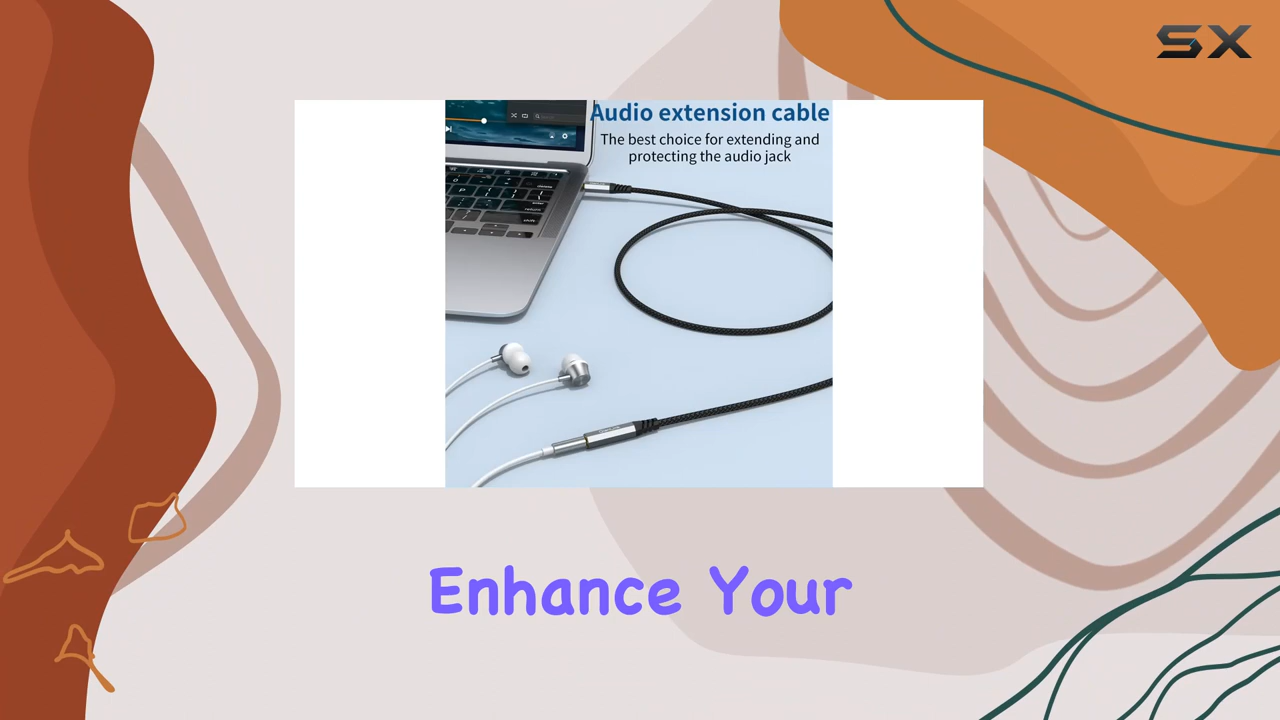 SX
Audio extension cable
The best choice for extending and
protecting the audio jack
Enhance Your